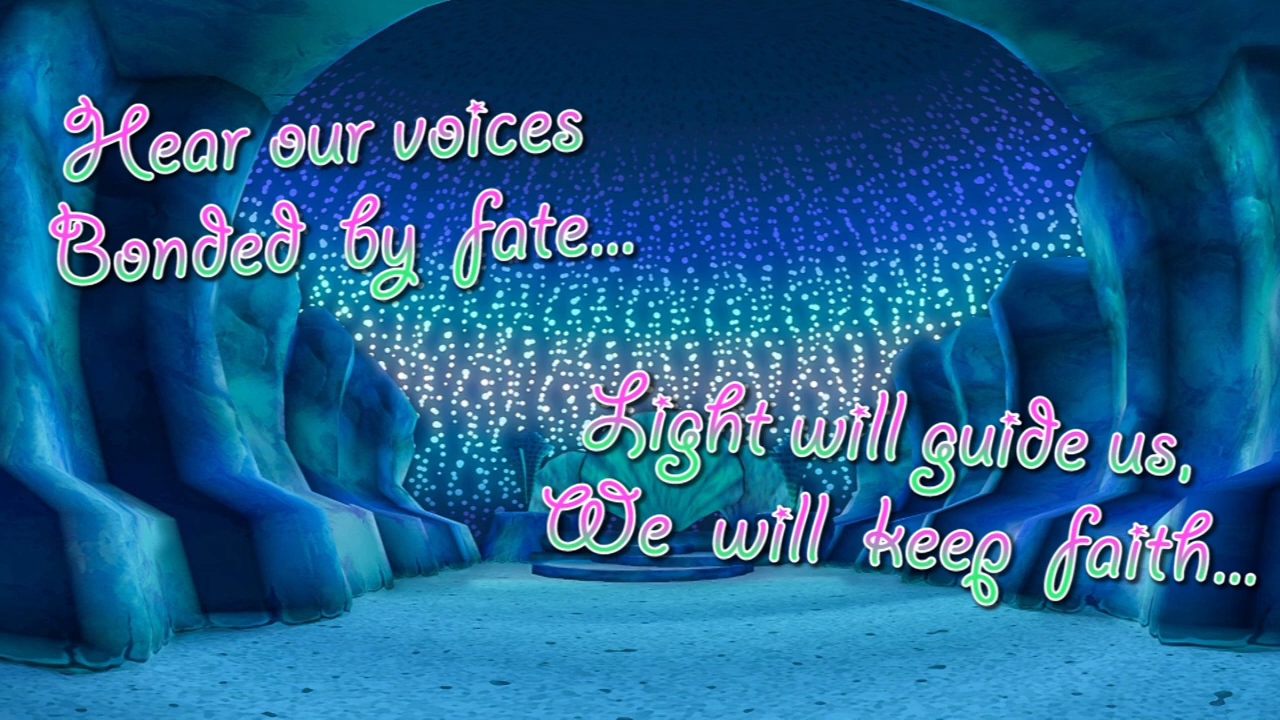 Hear our voices
Bonded by fate...
Light will guide us,
We will keep faith...